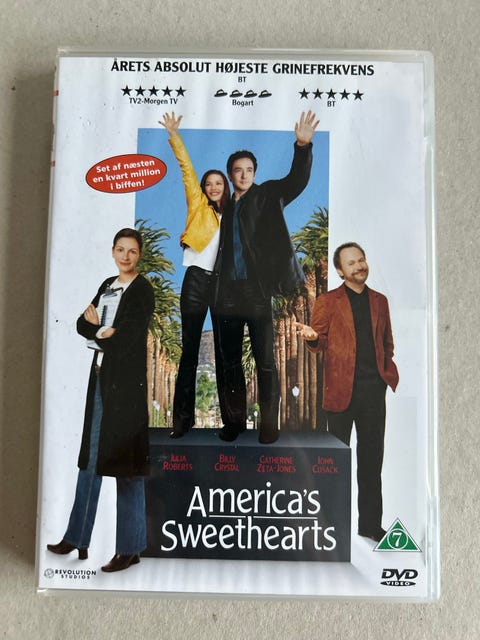 ÅRETS ABSOLUT HØJESTE GRINEFREKVENS
BT
TV2-Morgen TV
Bogart
BT
Set af næsten
en kvart million
i biffen!
JULIA
ROBERTS
BILLY
CRYSTAL
CATHERINE
ZETA-JONES
JOHN
CUSACK
America's
Sweethearts
7
REVOLUTION
STUDIOS
DVD
VIDEO